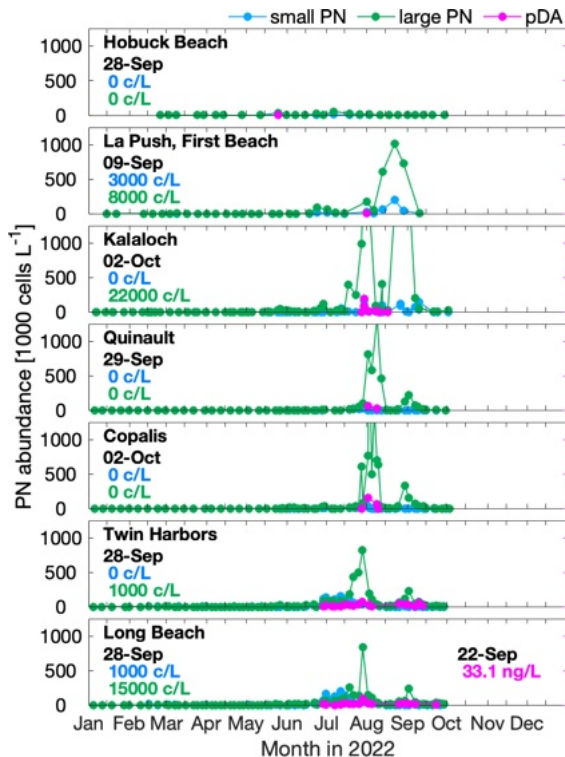 small PN large PN pDA
PN abundance [1000 cells L⁻¹]
1000
500
0
Hobuck Beach
28-Sep
0 c/L
0 c/L
1000
500
0
La Push, First Beach
09-Sep
3000 c/L
8000 c/L
1000
500
0
Kalaloch
02-Oct
0 c/L
22000 c/L
1000
500
0
Quinault
29-Sep
0 c/L
0 c/L
1000
500
0
Copalis
02-Oct
0 c/L
0 c/L
1000
500
0
Twin Harbors
28-Sep
0 c/L
1000 c/L
1000
500
0
Long Beach
28-Sep
1000 c/L
15000 c/L
22-Sep
33.1 ng/L
Jan Feb Mar Apr May Jun Jul Aug Sep Oct Nov Dec
Month in 2022